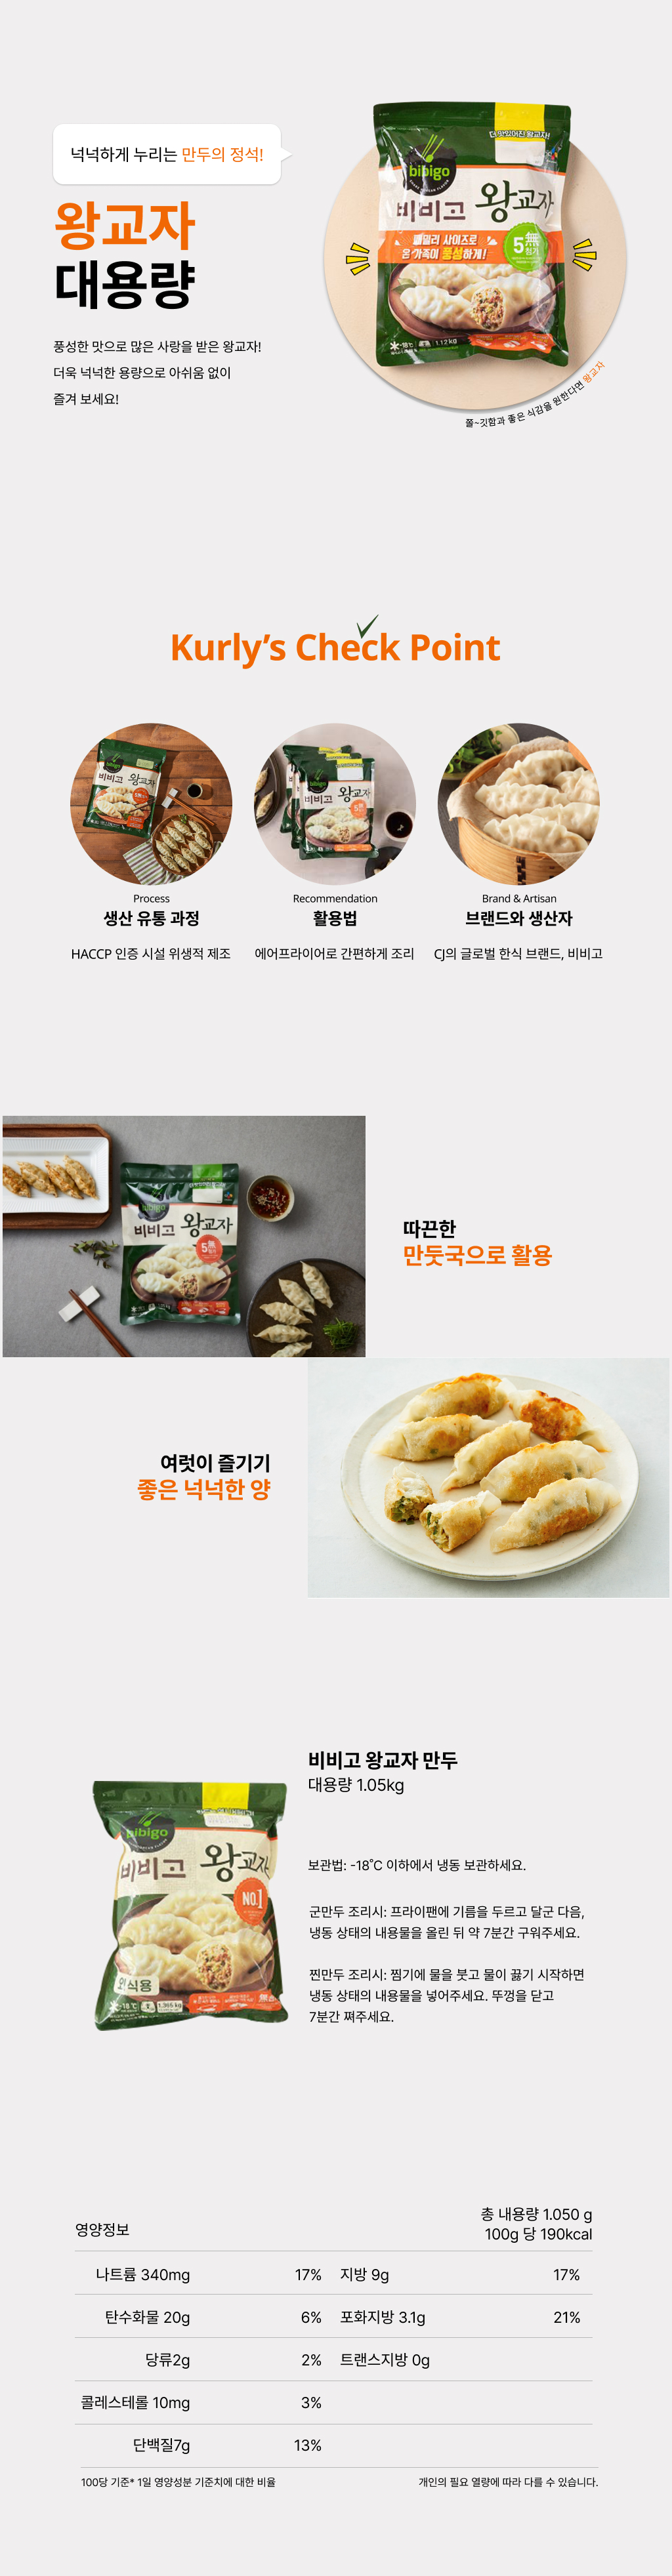 넉넉하게 누리는 만두의 정석!
왕교자
대용량
풍성한 맛으로 많은 사랑을 받은 왕교자!
더욱 넉넉한 용량으로 아쉬움 없이
즐겨 보세요!
더 맛있어진 왕교자!
bibigo
비비고 왕교자
패밀리 사이즈로
온 가족이 풍성하게!
5無
첨가
-18℃
1.12kg
쫄~깃함과 좋은 식감을 원한다면 왕교자
Kurly's Check Point
bibigo
비비고 왕교자
bibigo
비비고 왕교자
Process
생산 유통 과정
HACCP 인증 시설 위생적 제조
Recommendation
활용법
에어프라이어로 간편하게 조리
Brand & Artisan
브랜드와 생산자
CJ의 글로벌 한식 브랜드, 비비고
bibigo
비비고 왕교자
5無
따끈한
만둣국으로 활용
여럿이 즐기기
좋은 넉넉한 양
비비고 왕교자 만두
대용량 1.05kg
bibigo
비비고 왕교자
NO.1
외식용
-18℃
1.365 kg
보관법: -18℃ 이하에서 냉동 보관하세요.
군만두 조리시: 프라이팬에 기름을 두르고 달군 다음,
냉동 상태의 내용물을 올린 뒤 약 7분간 구워주세요.
찐만두 조리시: 찜기에 물을 붓고 물이 끓기 시작하면
냉동 상태의 내용물을 넣어주세요. 뚜껑을 닫고
7분간 쪄주세요.
영양정보
총 내용량 1.050 g
100g 당 190kcal
나트륨 340mg 17% 지방 9g 17%
탄수화물 20g 6% 포화지방 3.1g 21%
당류2g 2% 트랜스지방 0g
콜레스테롤 10mg 3%
단백질7g 13%
100당 기준* 1일 영양성분 기준치에 대한 비율
개인의 필요 열량에 따라 다를 수 있습니다.